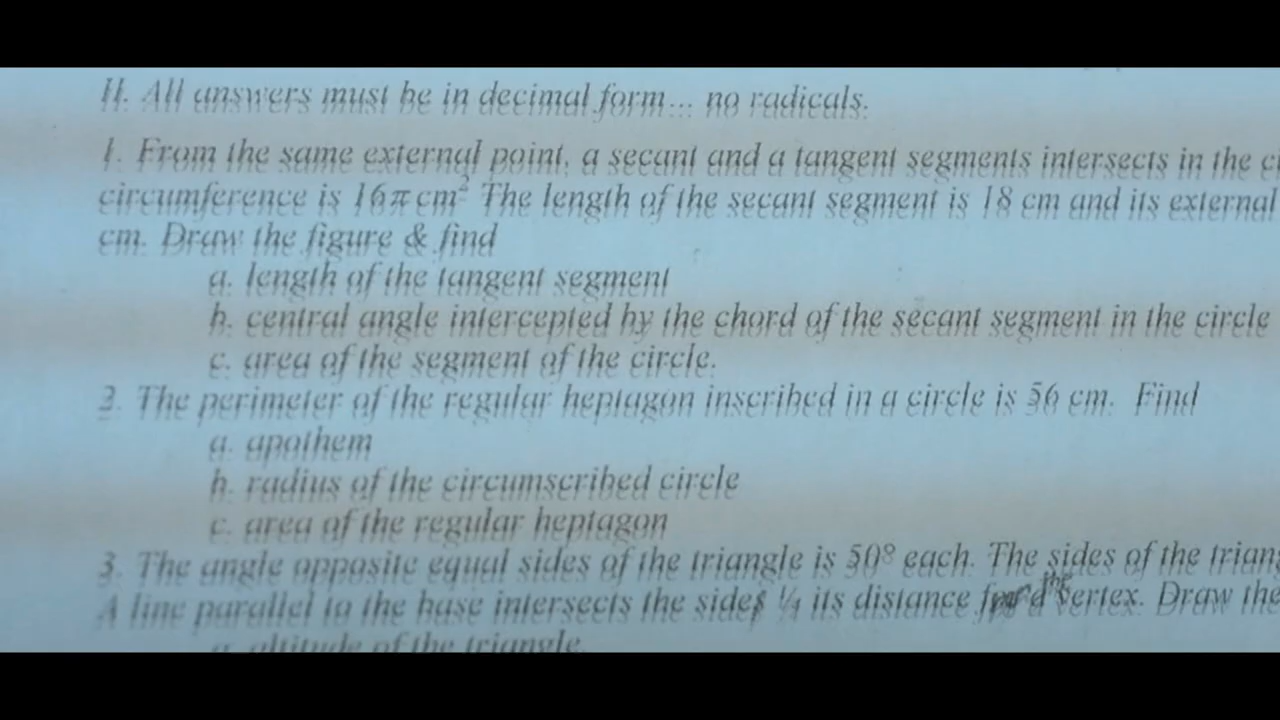 II. All answers must be in decimal form... no radicals.
1. From the same external point, a secant and a tangent segments intersects in the
circumference is 16π cm² The length of the secant segment is 18 cm and its external
cm. Draw the figure & find
a. length of the tangent segment
b. central angle intercepted by the chord of the secant segment in the circle
c. area of the segment of the circle.
2. The perimeter of the regular heptagon inscribed in a circle is 56 cm. Find
a. apothem
b. radius of the circumscribed circle
c. area of the regular heptagon
3. The angle opposite equal sides of the triangle is 50° each. The sides of the
A line parallel to the base intersects the sides ¼ its distance the vertex. Draw the
a. altitude of the triangle.